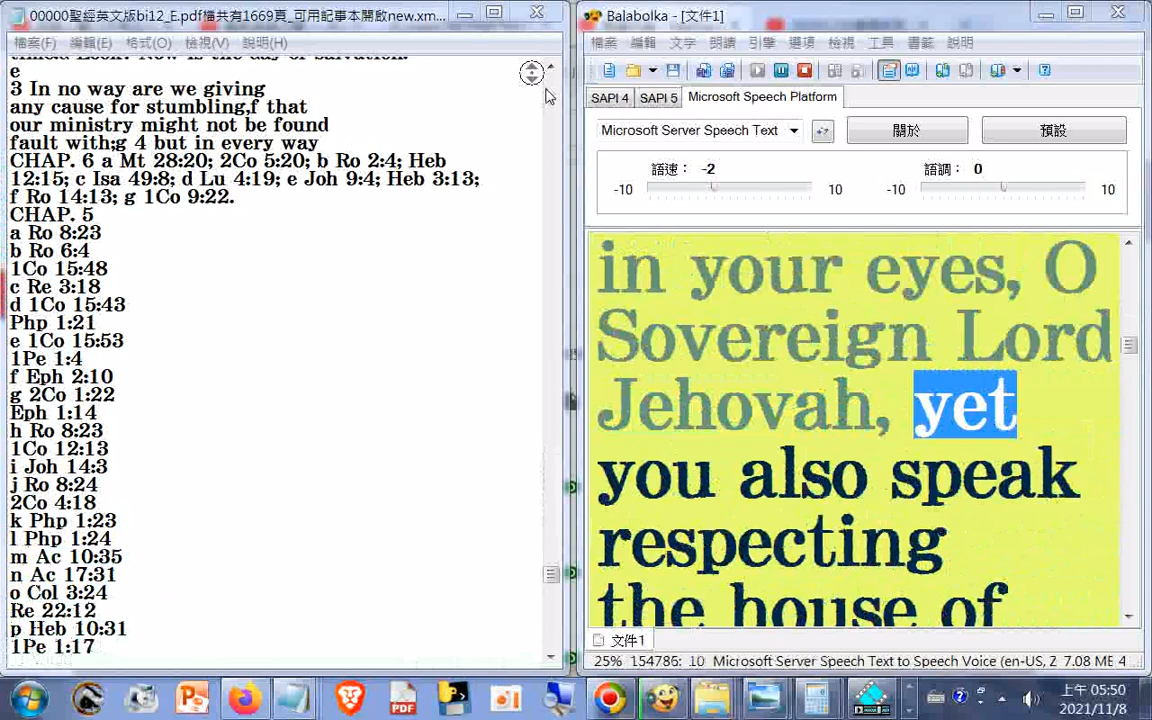 00000聖經英文版bi12_E.pdf檔共有1669頁_可用記事本開啟new.xm...
檔案(F) 編輯(E) 格式(O) 檢視(V) 說明(H)
e
3 In no way are we giving
any cause for stumbling,f that
our ministry might not be found
fault with;g 4 but in every way
CHAP. 6 a Mt 28:20; 2Co 5:20; b Ro 2:4; Heb
12:15; c Isa 49:8; d Lu 4:19; e Joh 9:4; Heb 3:13;
f Ro 14:13; g 1Co 9:22.
CHAP. 5
a Ro 8:23
b Ro 6:4
1Co 15:48
c Re 3:18
d 1Co 15:43
Php 1:21
e 1Co 15:53
1Pe 1:4
f Eph 2:10
g 2Co 1:22
Eph 1:14
h Ro 8:23
1Co 12:13
i Joh 14:3
j Ro 8:24
2Co 4:18
k Php 1:23
l Php 1:24
m Ac 10:35
n Ac 17:31
o Col 3:24
Re 22:12
p Heb 10:31
1Pe 1:17
Balabolka - [文件1]
檔案 編輯 文字 朗讀 引擎 選項 檢視 工具 書籤 說明
SAPI 4 SAPI 5 Microsoft Speech Platform
Microsoft Server Speech Text 關於 預設
語速： -2 語調： 0
-10 10 -10 10
in your eyes, O
Sovereign Lord
Jehovah, yet
you also speak
respecting
the house of
文件1
25% 154786: 10 Microsoft Server Speech Text to Speech Voice (en-US, Z 7.08 MB 4
PDF
上午 05:50
2021/11/8